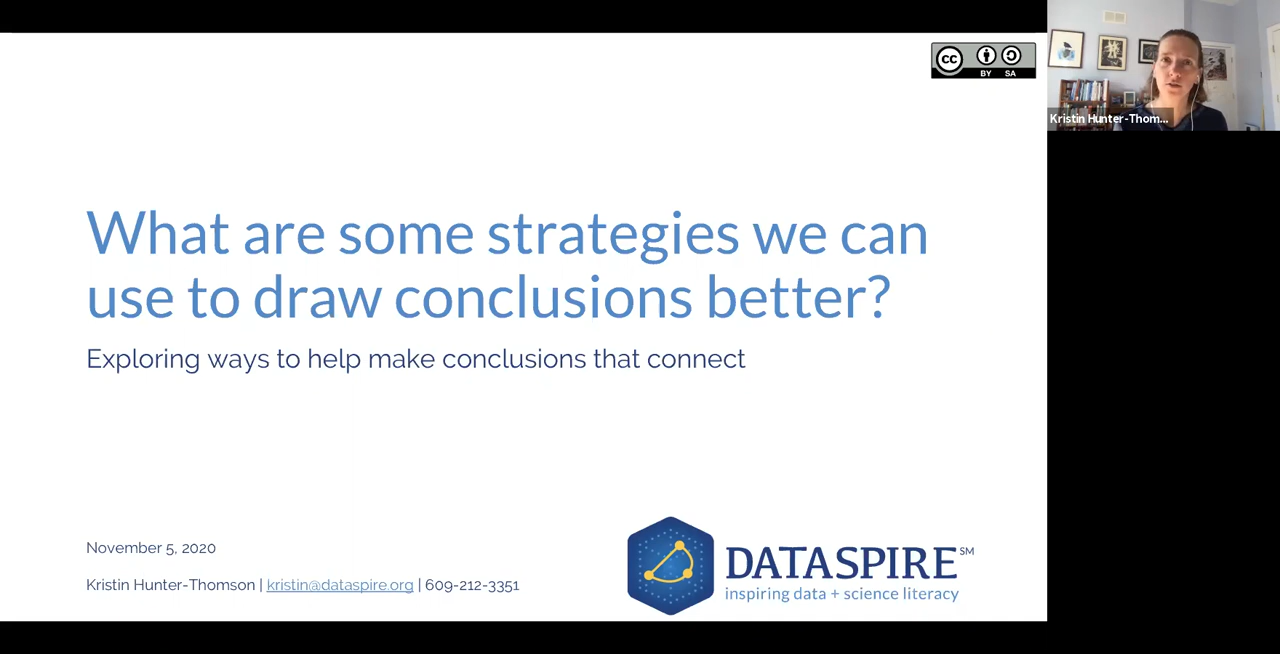 CC BY SA
Kristin Hunter-Thom...
What are some strategies we can
use to draw conclusions better?
Exploring ways to help make conclusions that connect
November 5, 2020
Kristin Hunter-Thomson | kristin@dataspire.org | 609-212-3351
DATASPIRE SM
inspiring data + science literacy